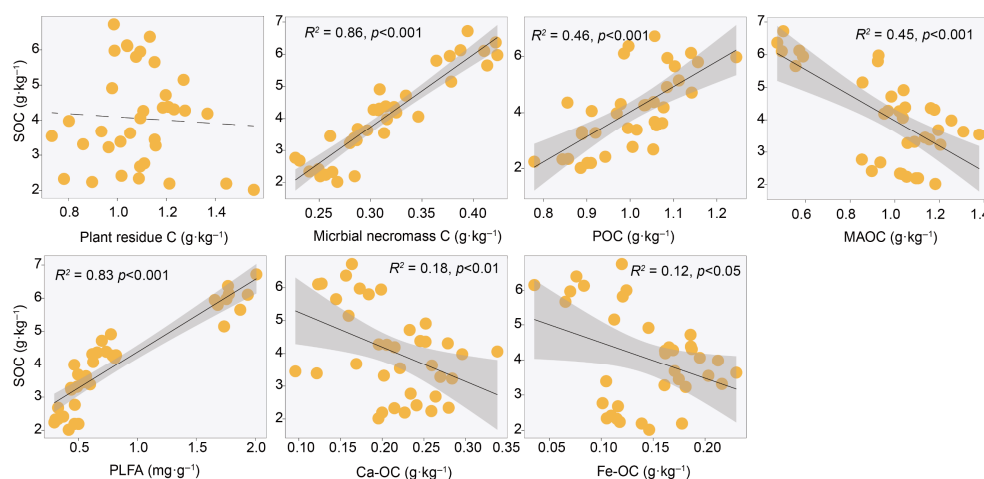 R² = 0.86, p<0.001
R² = 0.46, p<0.001
R² = 0.45, p<0.001
SOC (g·kg⁻¹)
7
6
5
4
3
2
7
6
5
4
3
2
6
4
2
7
6
5
4
3
2
0.8 1.0 1.2 1.4
0.25 0.30 0.35 0.40
0.8 0.9 1.0 1.1 1.2
0.6 0.8 1.0 1.2 1.4
Plant residue C (g·kg⁻¹)
Micrbial necromass C (g·kg⁻¹)
POC (g·kg⁻¹)
MAOC (g·kg⁻¹)
R² = 0.83 p<0.001
R² = 0.18, p<0.01
R² = 0.12, p<0.05
SOC (g·kg⁻¹)
7
6
5
4
3
2
6
4
2
6
5
4
3
2
0.5 1.0 1.5 2.0
0.10 0.15 0.20 0.25 0.30 0.35
0.05 0.10 0.15 0.20
PLFA (mg·g⁻¹)
Ca-OC (g·kg⁻¹)
Fe-OC (g·kg⁻¹)